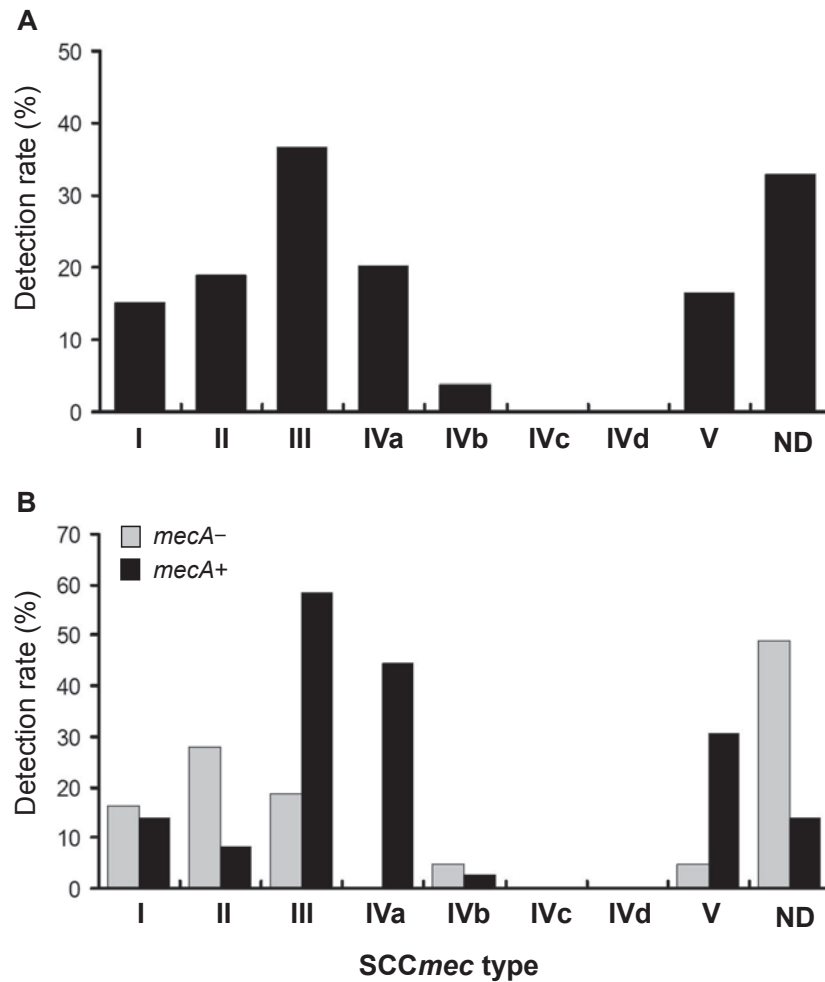 A
Detection rate (%)
50
40
30
20
10
0
I II III IVa IVb IVc IVd V ND
B
mecA–
mecA+
Detection rate (%)
70
60
50
40
30
20
10
0
I II III IVa IVb IVc IVd V ND
SCCmec type